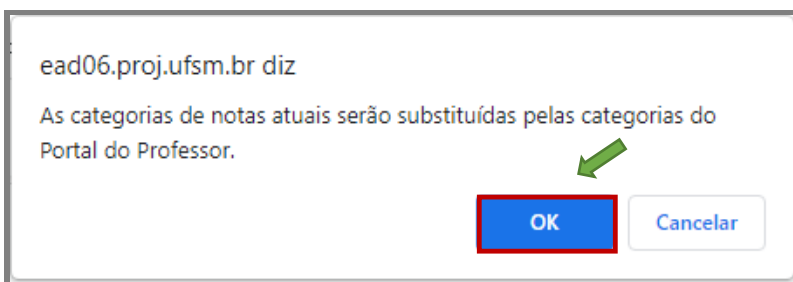 ead06.proj.ufsm.br diz
As categorias de notas atuais serão substituídas pelas categorias do
Portal do Professor.
OK
Cancelar